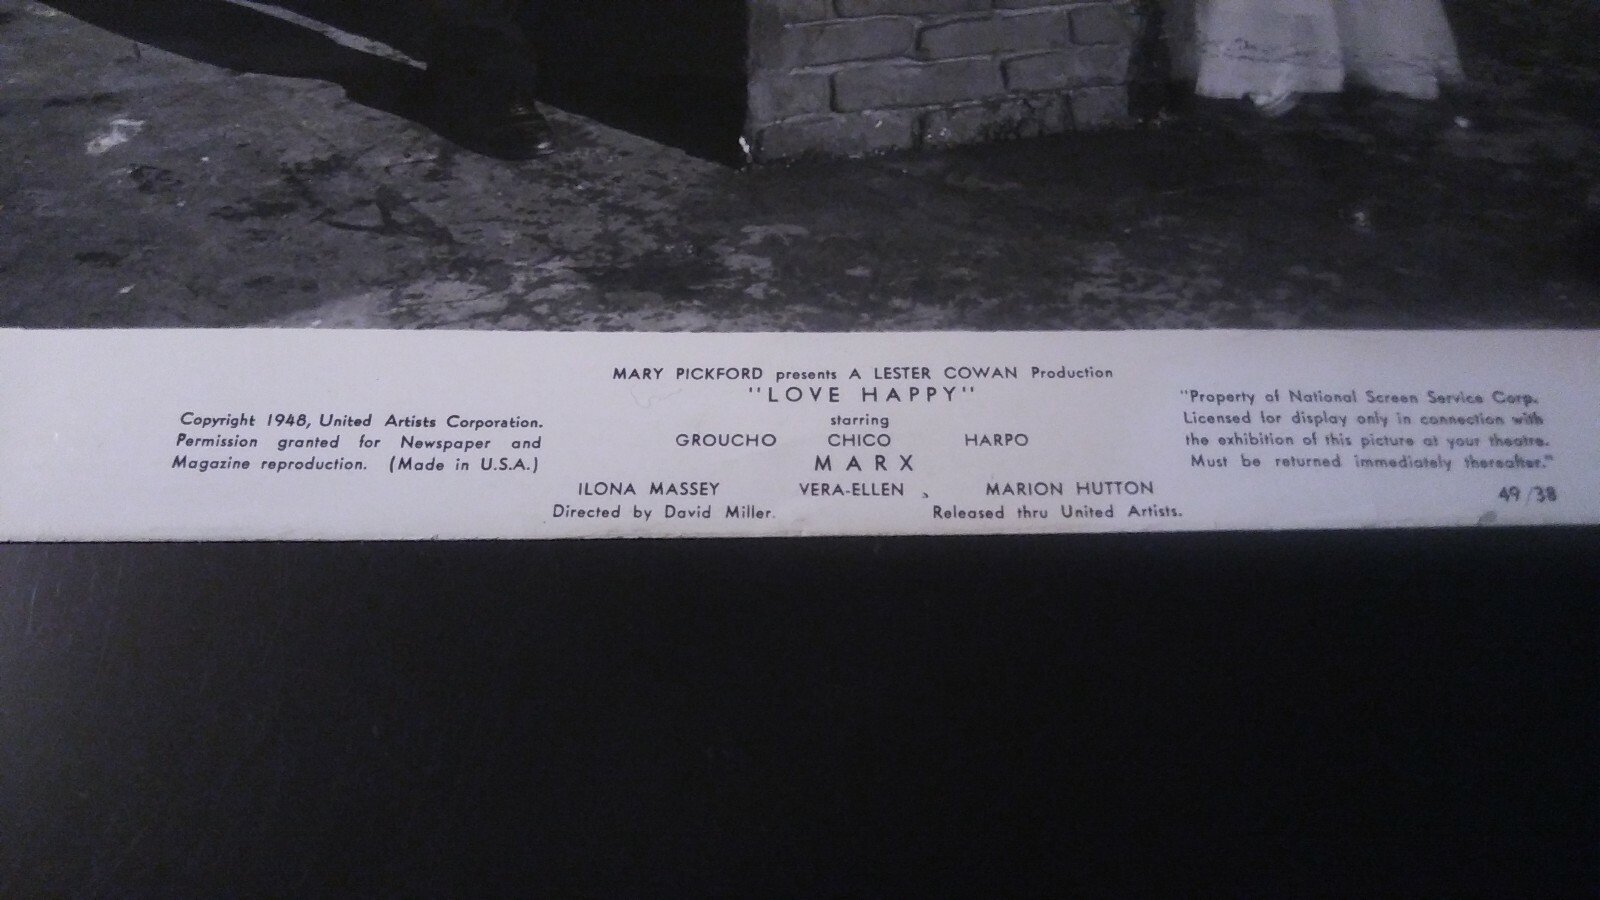 MARY PICKFORD presents A LESTER COWAN Production
"LOVE HAPPY"
starring
GROUCHO CHICO HARPO
MARX
ILONA MASSEY VERA-ELLEN MARION HUTTON
Directed by David Miller. Released thru United Artists.
Copyright 1948, United Artists Corporation.
Permission granted for Newspaper and
Magazine reproduction. (Made in U.S.A.)
"Property of National Screen Service Corp.
Licensed for display only in connection with
the exhibition of this picture at your theatre.
Must be returned immediately thereafter."
49/38